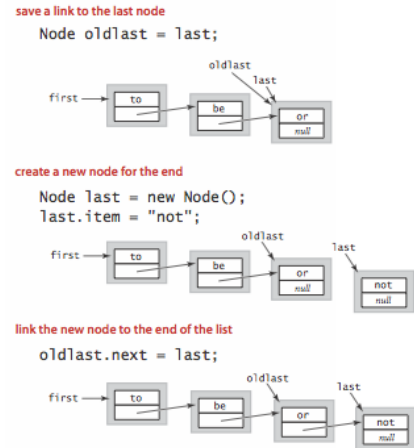 save a link to the last node
Node oldlast = last;
oldlast
last
first
to
be
or
null
create a new node for the end
Node last = new Node();
last.item = "not";
oldlast
last
first
to
be
or
null
not
null
link the new node to the end of the list
oldlast.next = last;
oldlast
last
first
to
be
or
not
null